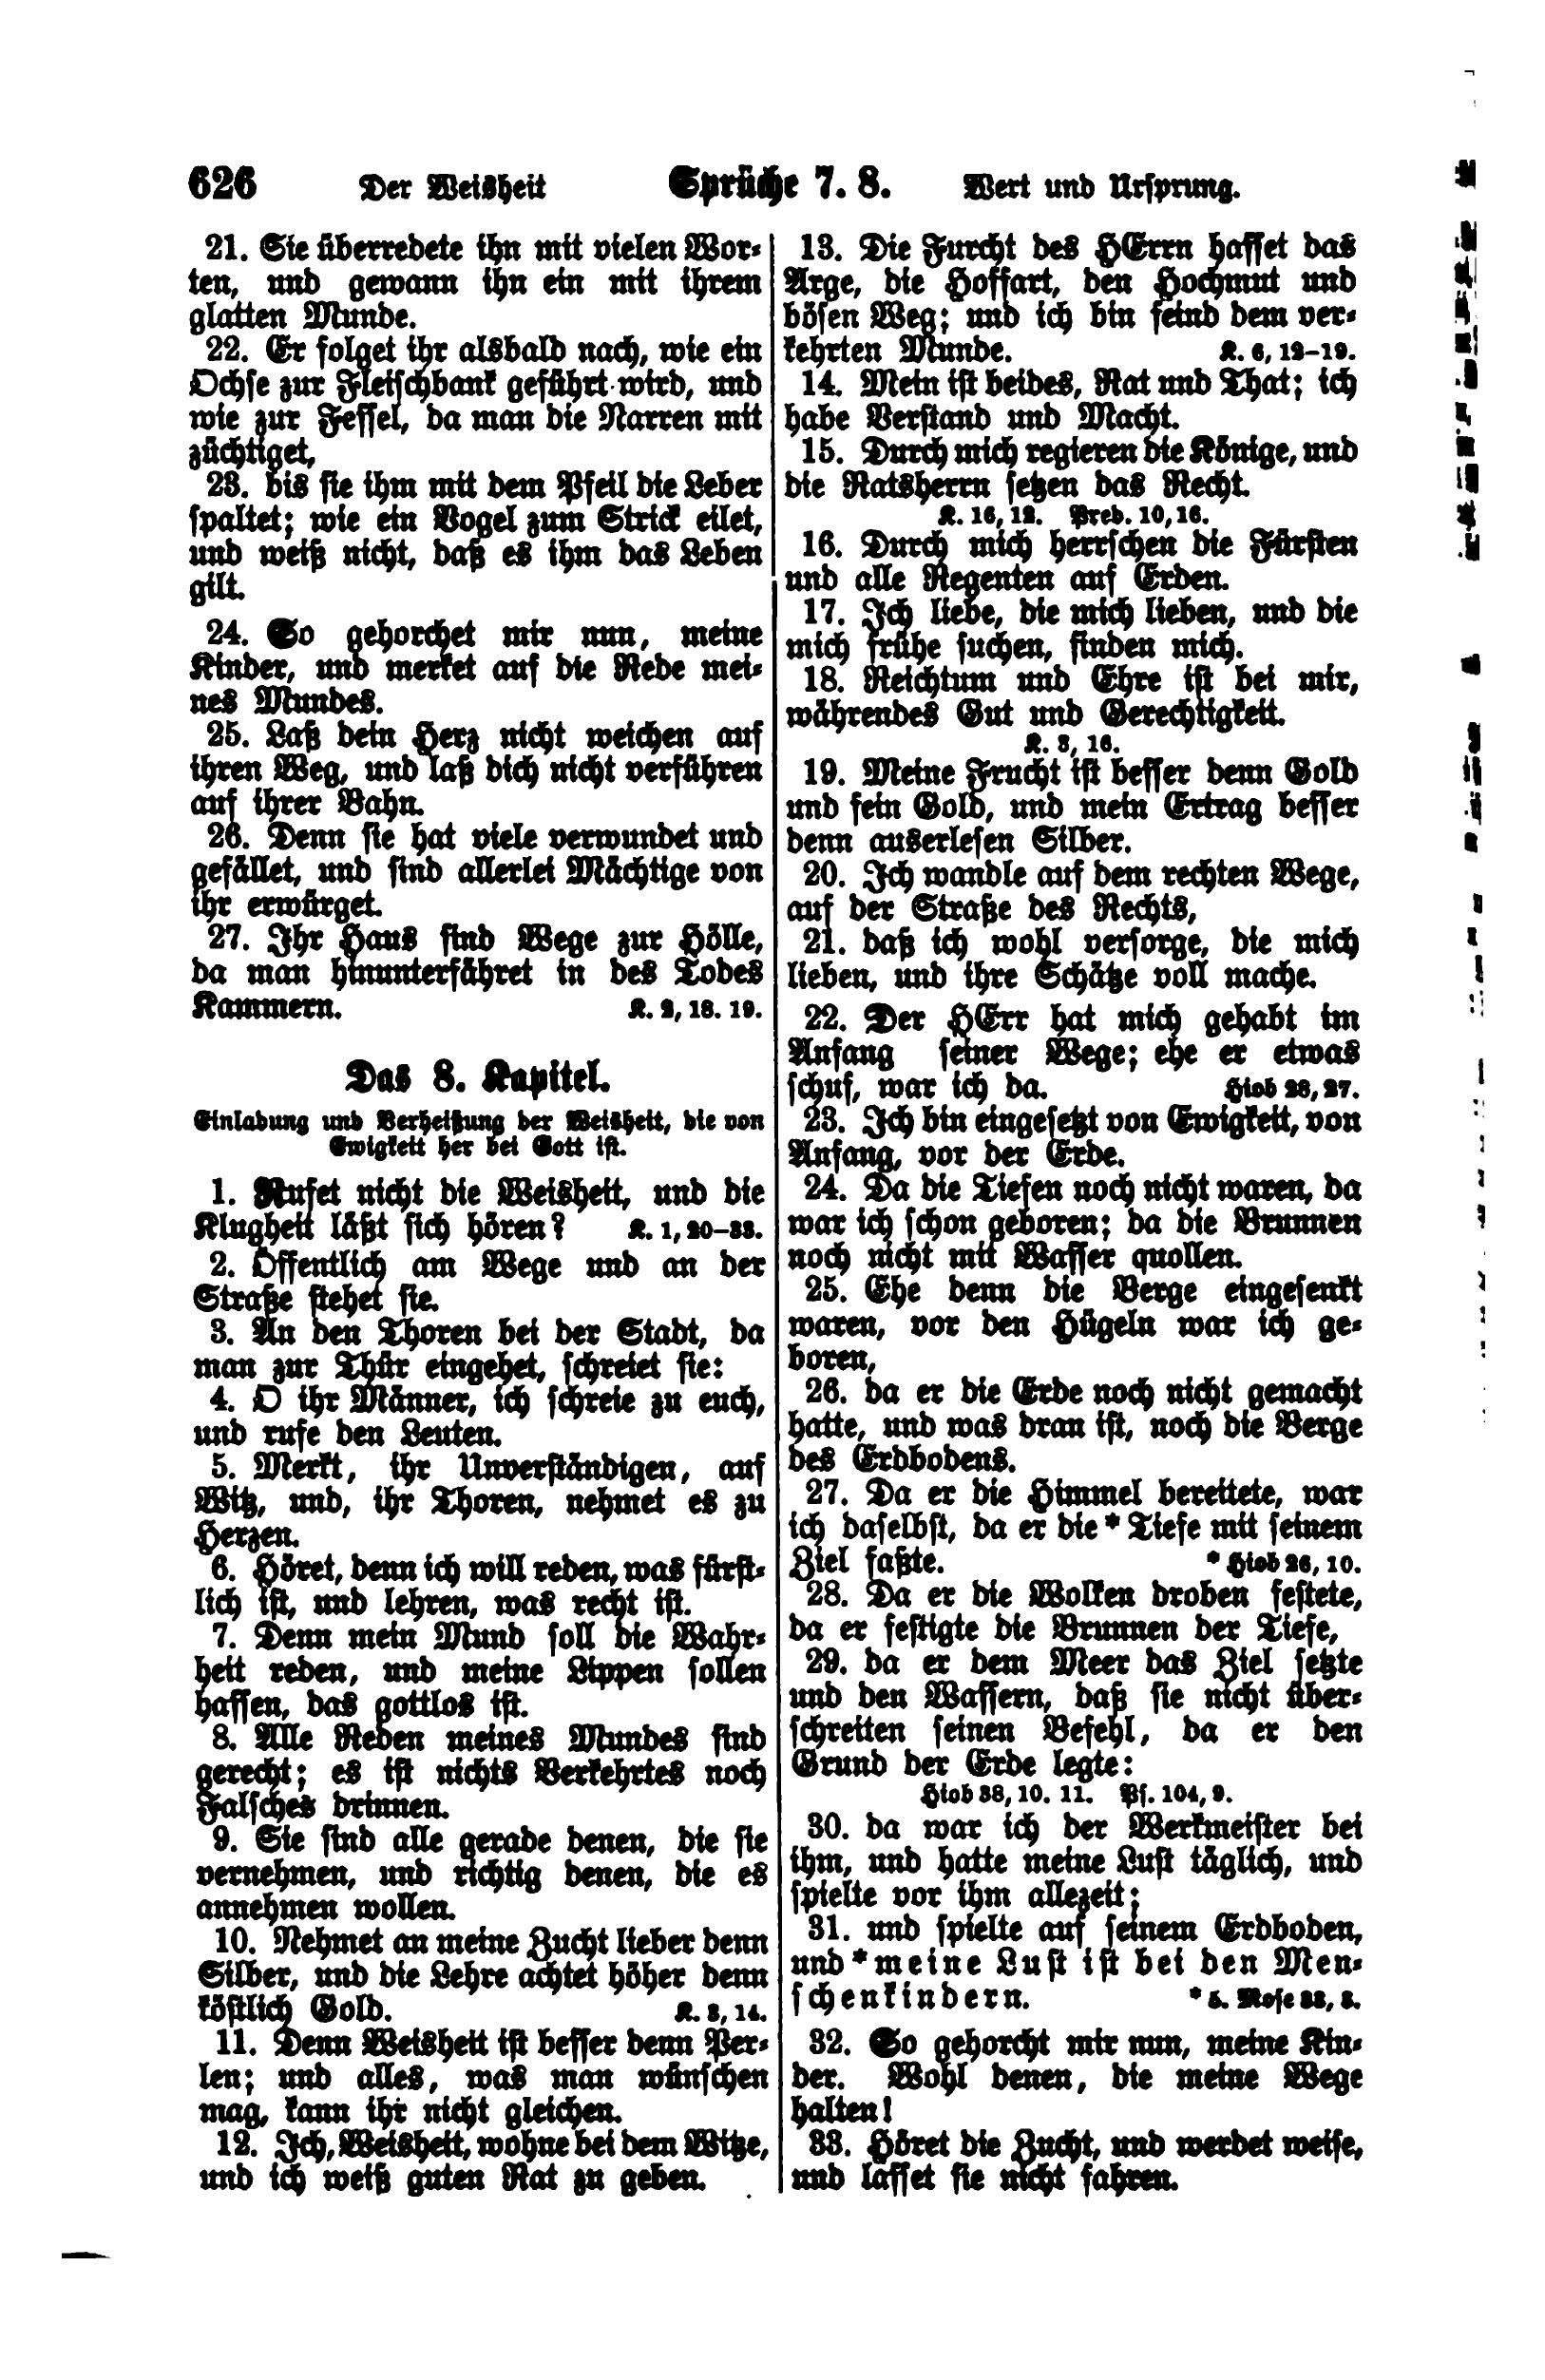 626 Der Weisheit Sprüche 7. 8. Wert und Ursprung.
21. Sie überredete ihn mit vielen Wor-
ten, und gewann ihn ein mit ihrem
glatten Munde.
22. Er folget ihr alsbald nach, wie ein
Ochse zur Fleischbank geführt wird, und
wie zur Fessel, da man die Narren mit
züchtiget,
23. bis sie ihm mit dem Pfeil die Leber
spaltet; wie ein Vogel zum Strick eilet,
und weiß nicht, daß es ihm das Leben
gilt.
24. So gehorchet mir nun, meine
Kinder, und merket auf die Rede mei-
nes Mundes.
25. Laß dein Herz nicht weichen auf
ihren Weg, und laß dich nicht verführen
auf ihrer Bahn.
26. Denn sie hat viele verwundet und
gefället, und sind allerlei Mächtige von
ihr erwürget.
27. Ihr Haus sind Wege zur Hölle,
da man hinunterfähret in des Todes
Kammern. K. 2, 18. 19.
Das 8. Kapitel.
Einladung und Verheißung der Weisheit, die von
Ewigkeit her bei Gott ist.
1. Rufet nicht die Weisheit, und die
Klugheit läßt sich hören? K. 1, 20–33.
2. Öffentlich am Wege und an der
Straße stehet sie.
3. An den Thoren bei der Stadt, da
man zur Thür eingehet, schreiet sie:
4. O ihr Männer, ich schreie zu euch,
und rufe den Leuten.
5. Merkt, ihr Unverständigen, auf
Witz, und, ihr Thoren, nehmet es zu
Herzen.
6. Höret, denn ich will reden, was fürst-
lich ist, und lehren, was recht ist.
7. Denn mein Mund soll die Wahr-
heit reden, und meine Lippen sollen
hassen, das gottlos ist.
8. Alle Reden meines Mundes sind
gerecht; es ist nichts Verkehrtes noch
Falsches drinnen.
9. Sie sind alle gerade denen, die sie
vernehmen, und richtig denen, die es
annehmen wollen.
10. Nehmet an meine Zucht lieber denn
Silber, und die Lehre achtet höher denn
köstlich Gold. K. 3, 14.
11. Denn Weisheit ist besser denn Per-
len; und alles, was man wünschen
mag, kann ihr nicht gleichen.
12. Ich, Weisheit, wohne bei dem Witze,
und ich weiß guten Rat zu geben.
13. Die Furcht des HErrn hasset das
Arge, die Hoffart, den Hochmut und
bösen Weg; und ich bin feind dem ver-
kehrten Munde. K. 6, 12–19.
14. Mein ist beides, Rat und That; ich
habe Verstand und Macht.
15. Durch mich regieren die Könige, und
die Ratsherrn setzen das Recht.
K. 16, 12. Pred. 10, 16.
16. Durch mich herrschen die Fürsten
und alle Regenten auf Erden.
17. Ich liebe, die mich lieben, und die
mich frühe suchen, finden mich.
18. Reichtum und Ehre ist bei mir,
währendes Gut und Gerechtigkeit.
K. 3, 16.
19. Meine Frucht ist besser denn Gold
und fein Gold, und mein Ertrag besser
denn auserlesen Silber.
20. Ich wandle auf dem rechten Wege,
auf der Straße des Rechts,
21. daß ich wohl versorge, die mich
lieben, und ihre Schätze voll mache.
22. Der HErr hat mich gehabt im
Anfang seiner Wege; ehe er etwas
schuf, war ich da. Hiob 28, 27.
23. Ich bin eingesetzt von Ewigkeit, von
Anfang, vor der Erde.
24. Da die Tiefen noch nicht waren, da
war ich schon geboren; da die Brunnen
noch nicht mit Wasser quollen.
25. Ehe denn die Berge eingesenkt
waren, vor den Hügeln war ich ge-
boren,
26. da er die Erde noch nicht gemacht
hatte, und was dran ist, noch die Berge
des Erdbodens.
27. Da er die Himmel bereitete, war
ich daselbst, da er die * Tiefe mit seinem
Ziel faßte. * Hiob 26, 10.
28. Da er die Wolken droben festete,
da er festigte die Brunnen der Tiefe,
29. da er dem Meer das Ziel setzte
und den Wassern, daß sie nicht über-
schreiten seinen Befehl, da er den
Grund der Erde legte:
Hiob 38, 10. 11. Ps. 104, 9.
30. da war ich der Werkmeister bei
ihm, und hatte meine Lust täglich, und
spielte vor ihm allezeit;
31. und spielte auf seinem Erdboden,
und * meine Lust ist bei den Men-
schenkindern. * 5. Mose 33, 3.
32. So gehorcht mir nun, meine Kin-
der. Wohl denen, die meine Wege
halten!
33. Höret die Zucht, und werdet weise,
und lasset sie nicht fahren.